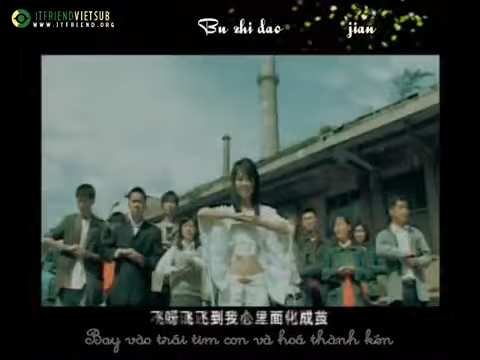 ITFRIENDVIETSUB
WWW.ITFRIEND.ORG
Bu zhi dao jian
飞呀飞飞到我心里面化成茧
Bay vào trái tim con và hoá thành kén